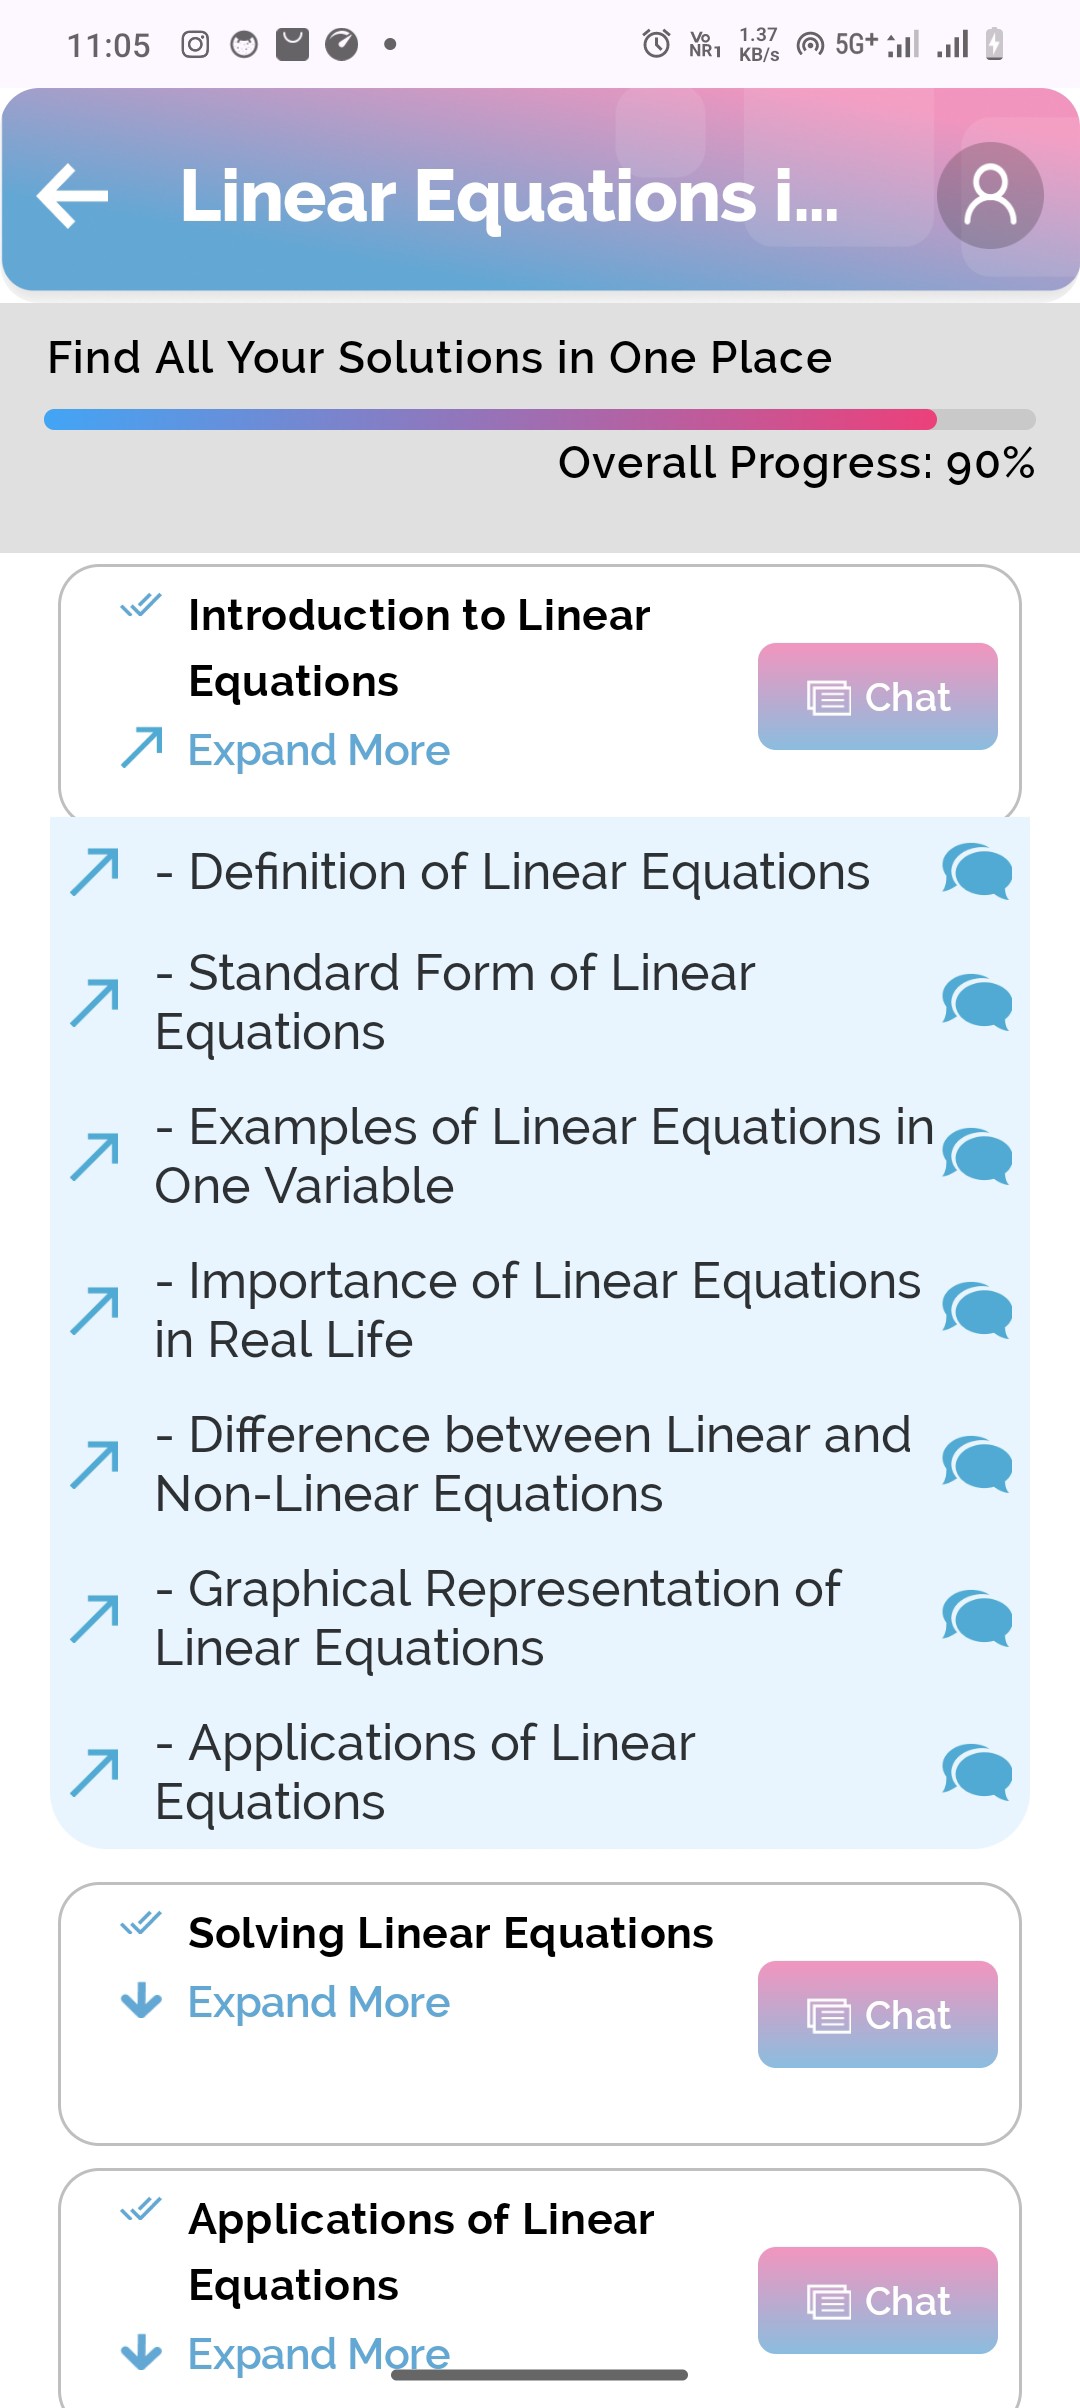 11:05
Vo
NR1
1.37
KB/s
5G+
Linear Equations i...
Find All Your Solutions in One Place
Overall Progress: 90%
Introduction to Linear
Equations
Chat
Expand More
- Definition of Linear Equations
- Standard Form of Linear
Equations
- Examples of Linear Equations in
One Variable
- Importance of Linear Equations
in Real Life
- Difference between Linear and
Non-Linear Equations
- Graphical Representation of
Linear Equations
- Applications of Linear
Equations
Solving Linear Equations
Expand More
Chat
Applications of Linear
Equations
Chat
Expand More